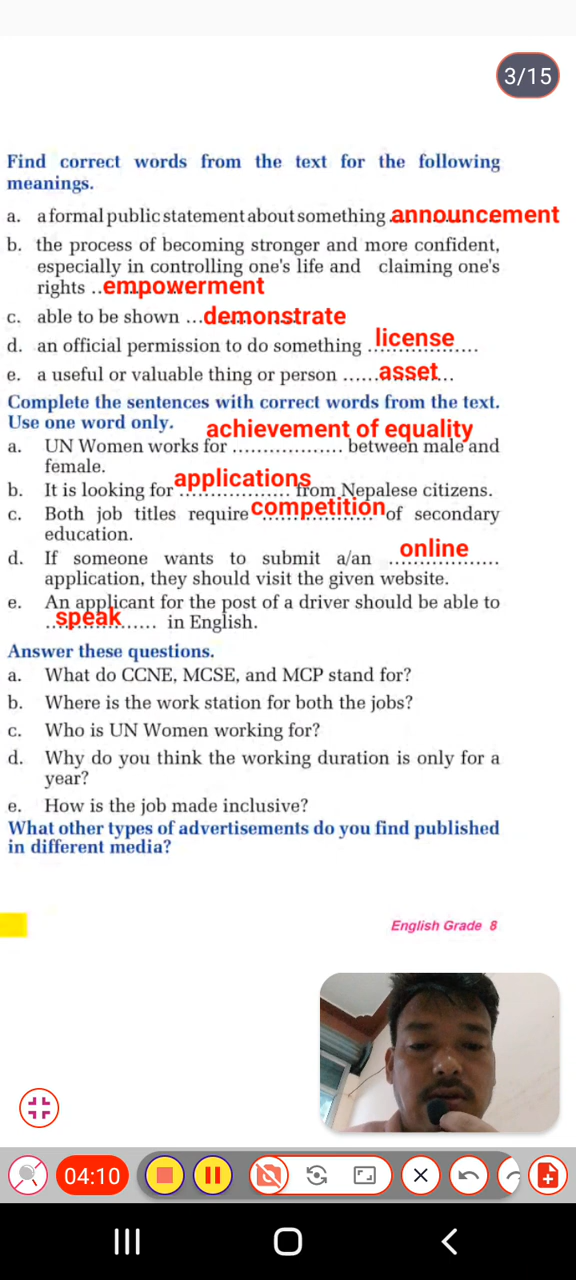 3/15
Find correct words from the text for the following
meanings.
a. a formal public statement about something announcement
b. the process of becoming stronger and more confident,
especially in controlling one's life and claiming one's
rights ..empowerment
c. able to be shown ...demonstrate
d. an official permission to do something license
e. a useful or valuable thing or person ......asset...
Complete the sentences with correct words from the text.
Use one word only. achievement of equality
a. UN Women works for .................. between male and
female.
b. It is looking for applications from Nepalese citizens.
c. Both job titles require competition of secondary
education.
d. If someone wants to submit a/an online
application, they should visit the given website.
e. An applicant for the post of a driver should be able to
speak...... in English.
Answer these questions.
a. What do CCNE, MCSE, and MCP stand for?
b. Where is the work station for both the jobs?
c. Who is UN Women working for?
d. Why do you think the working duration is only for a
year?
e. How is the job made inclusive?
What other types of advertisements do you find published
in different media?
English Grade 8
04:10